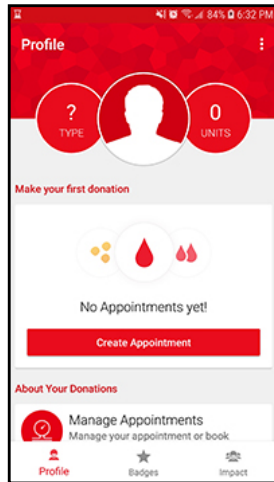 84% 6:32 PM
Profile
?
TYPE
0
UNITS
Make your first donation
No Appointments yet!
Create Appointment
About Your Donations
Manage Appointments
Manage your appointment or book
Profile
Badges
Impact